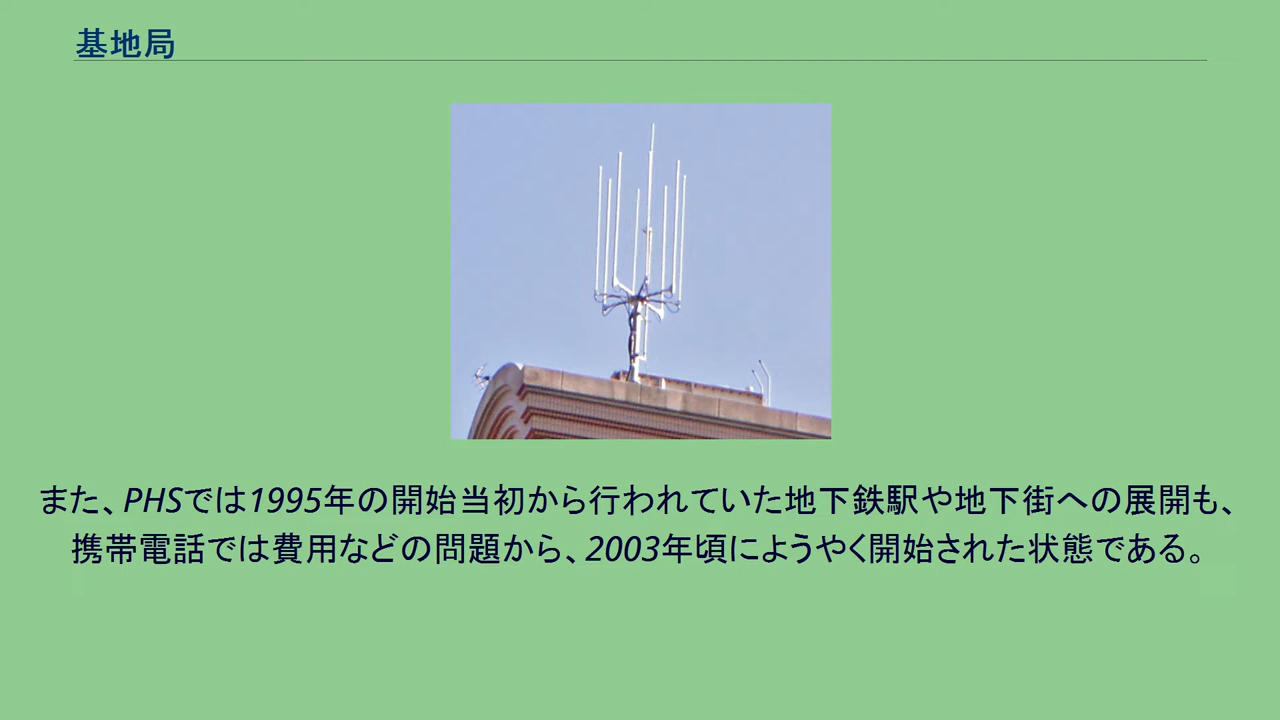 基地局
また、PHSでは1995年の開始当初から行われていた地下鉄駅や地下街への展開も、
携帯電話では費用などの問題から、2003年頃にようやく開始された状態である。